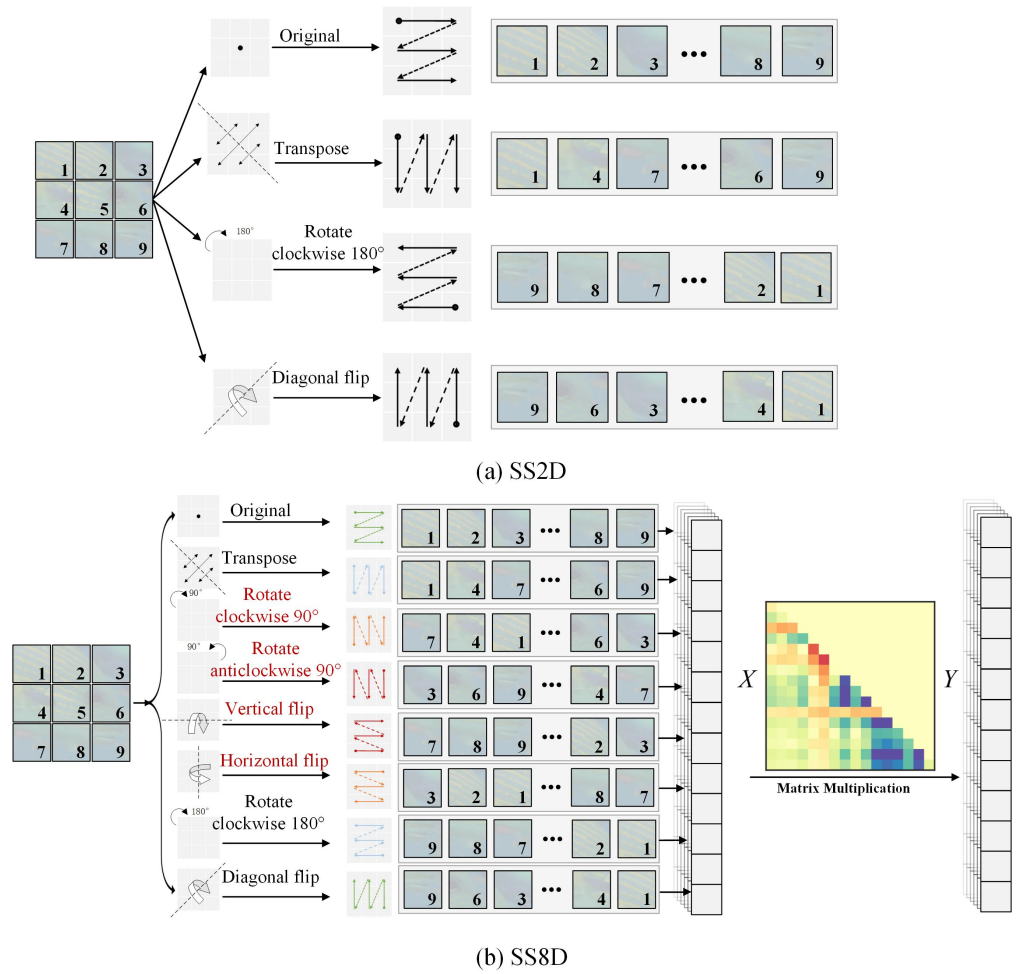 Original
1 2 3 ••• 8 9
Transpose
1 4 7 ••• 6 9
1 2 3
4 5 6
7 8 9
180°
Rotate
clockwise 180°
9 8 7 ••• 2 1
Diagonal flip
9 6 3 ••• 4 1
(a) SS2D
Original
1 2 3 ••• 8 9
Transpose
1 4 7 ••• 6 9
90°
Rotate
clockwise 90°
7 4 1 ••• 6 3
90°
Rotate
anticlockwise 90°
3 6 9 ••• 4 7
1 2 3
4 5 6
7 8 9
Vertical flip
7 8 9 ••• 2 3
Horizontal flip
3 2 1 ••• 8 7
180°
Rotate
clockwise 180°
9 8 7 ••• 2 1
Diagonal flip
9 6 3 ••• 4 1
X
Y
Matrix Multiplication
(b) SS8D